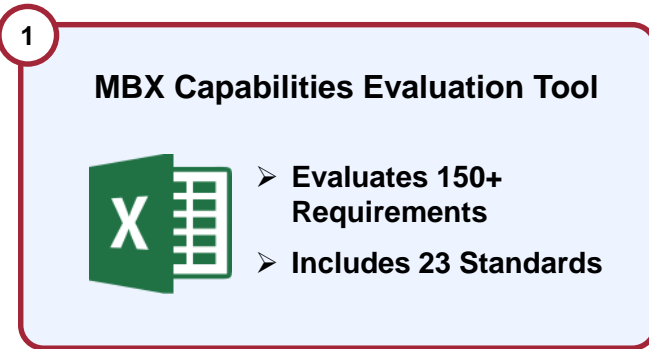 1
MBX Capabilities Evaluation Tool
X
➢ Evaluates 150+
Requirements
➢ Includes 23 Standards